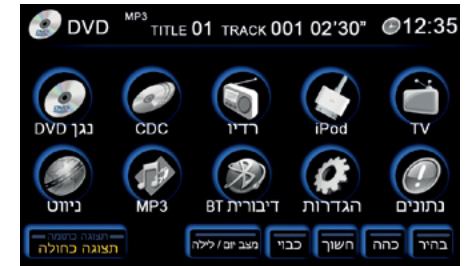 DVD MP3 TITLE 01 TRACK 001 02'30" 12:35
נגן DVD CDC רדיו iPod TV
ניווט MP3 דיבורית BT הגדרות נתונים
תצוגה כתומה
תצוגה כחולה
מצב יום / לילה כבוי חשוך כהה בהיר